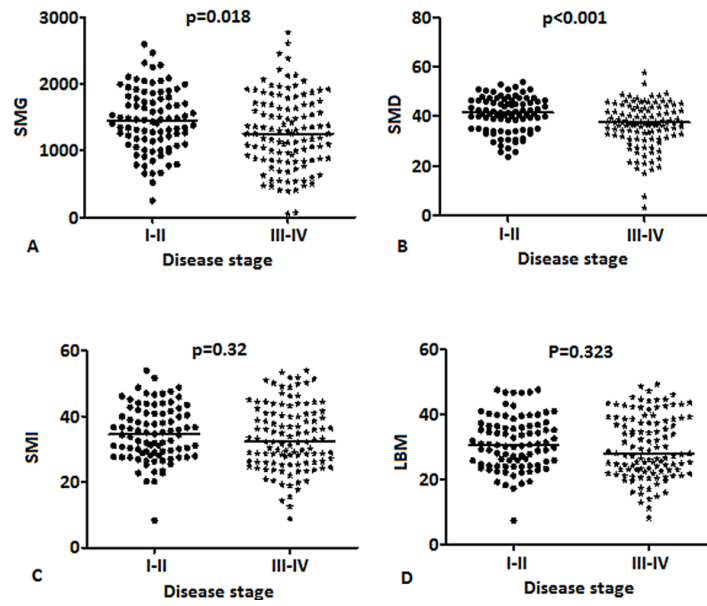 p=0.018
3000
2000
1000
0
SMG
I-II
III-IV
Disease stage
A
p<0.001
80
60
40
20
0
SMD
I-II
III-IV
Disease stage
B
p=0.32
60
40
20
0
SMI
I-II
III-IV
Disease stage
C
P=0.323
60
40
20
0
LBM
I-II
III-IV
Disease stage
D